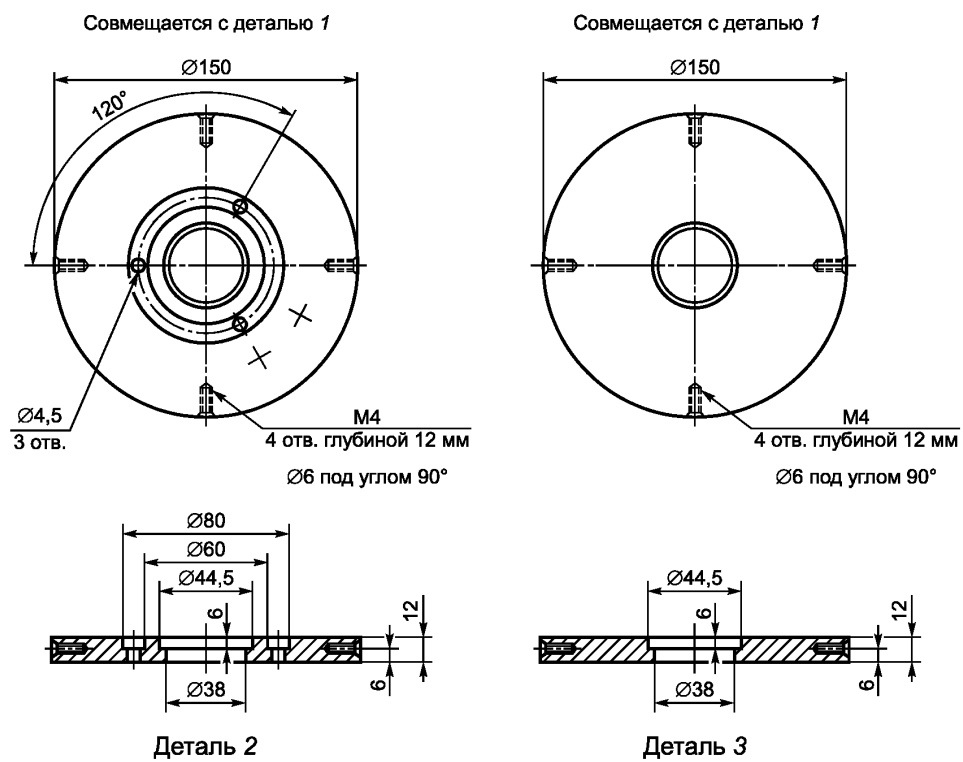 Совмещается с деталью 1
Совмещается с деталью 1
Ø150
Ø150
120°
Ø4,5
3 отв.
М4
4 отв. глубиной 12 мм
Ø6 под углом 90°
М4
4 отв. глубиной 12 мм
Ø6 под углом 90°
Ø80
Ø60
Ø44,5
6
12
6
Ø38
Ø44,5
6
12
6
Ø38
Деталь 2
Деталь 3